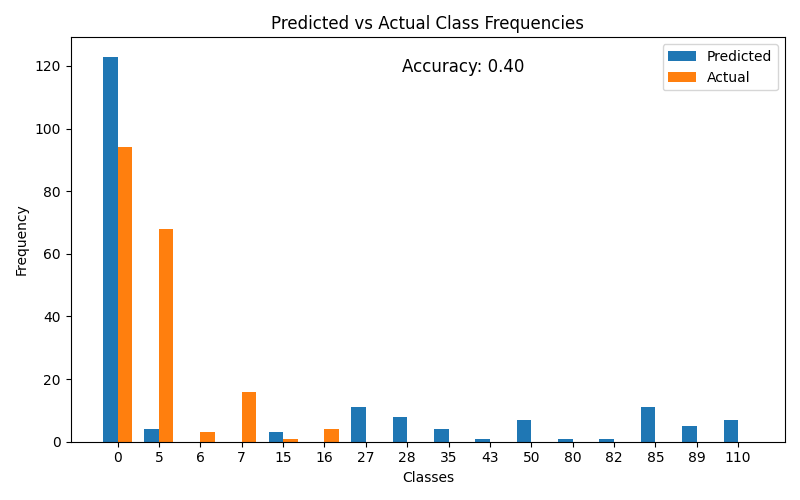 Predicted vs Actual Class Frequencies
Accuracy: 0.40
Predicted
Actual
Frequency
120
100
80
60
40
20
0
0 5 6 7 15 16 27 28 35 43 50 80 82 85 89 110
Classes